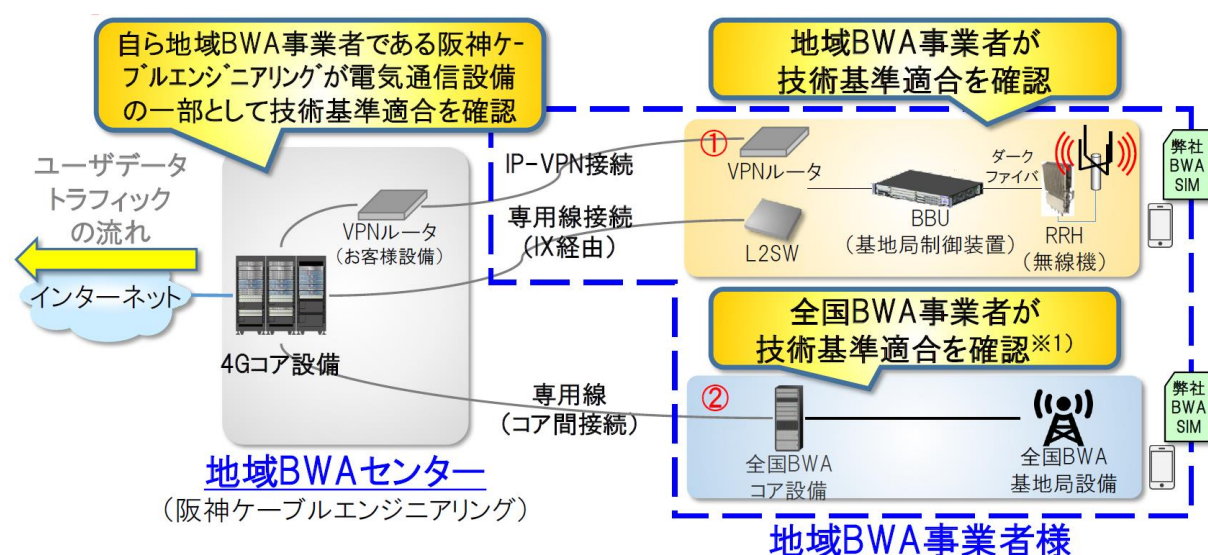 自ら地域BWA事業者である阪神ケー
ブルエンジニアリングが電気通信設備
の一部として技術基準適合を確認
地域BWA事業者が
技術基準適合を確認
ユーザデータ
トラフィック
の流れ
インターネット
VPNルータ
(お客様設備)
4Gコア設備
IP-VPN接続
専用線接続
(IX経由)
専用線
(コア間接続)
①
VPNルータ
L2SW
BBU
(基地局制御装置)
ダーク
ファイバ
RRH
(無線機)
弊社
BWA
SIM
全国BWA事業者が
技術基準適合を確認※1)
②
全国BWA
コア設備
全国BWA
基地局設備
弊社
BWA
SIM
地域BWAセンター
(阪神ケーブルエンジニアリング)
地域BWA事業者様